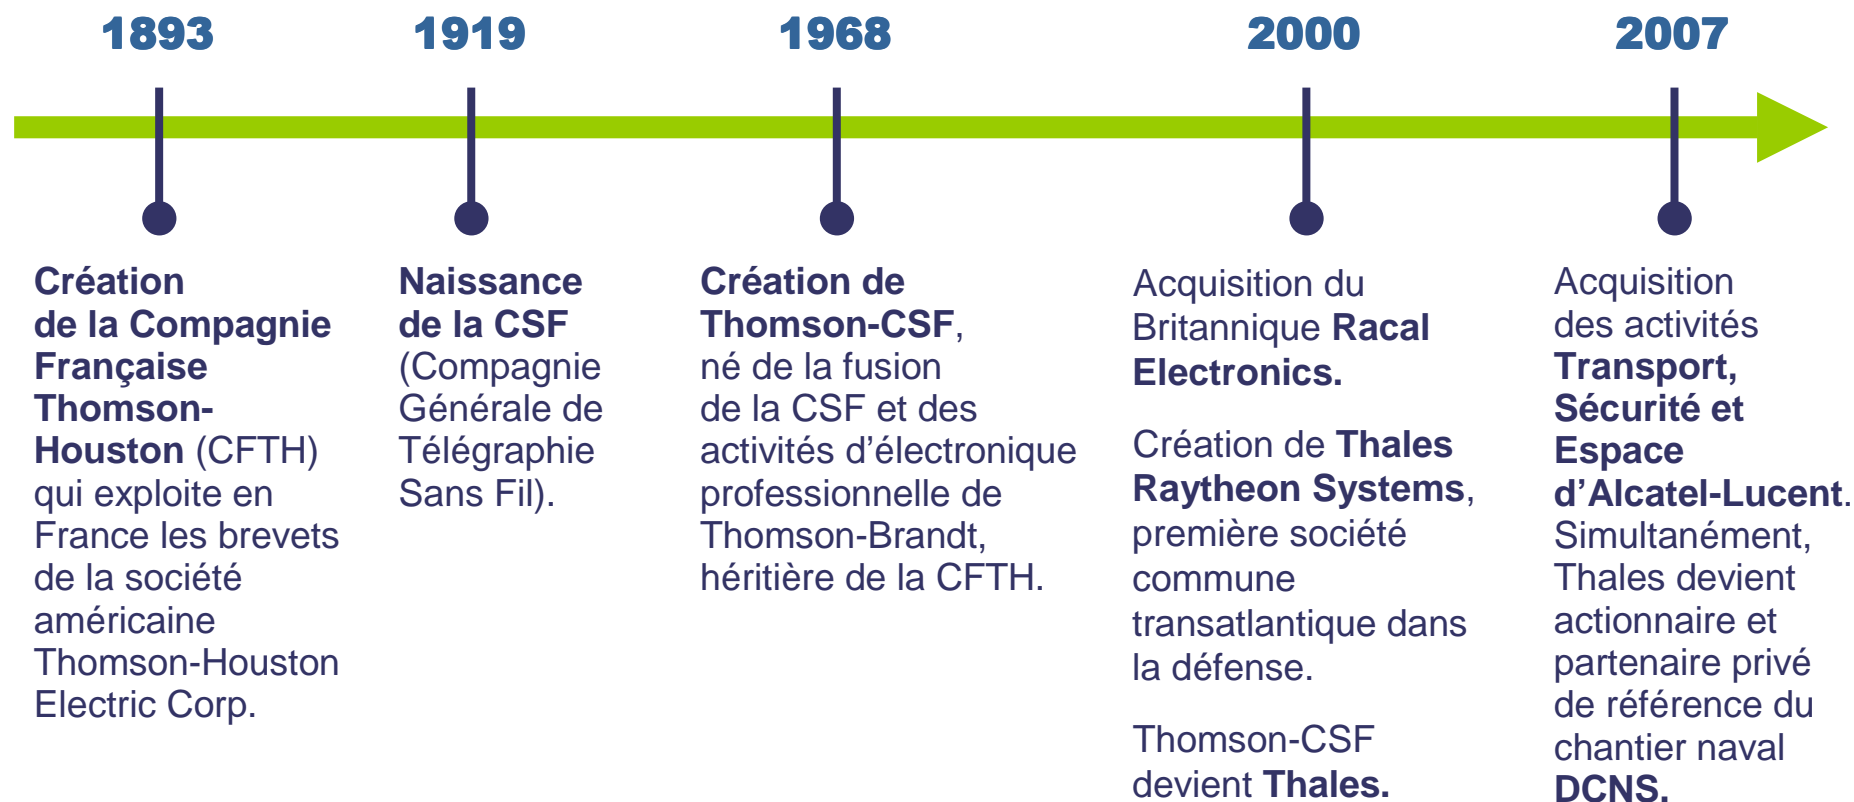 1893
Création
de la Compagnie
Française
Thomson-
Houston (CFTH)
qui exploite en
France les brevets
de la société
américaine
Thomson-Houston
Electric Corp.
1919
Naissance
de la CSF
(Compagnie
Générale de
Télégraphie
Sans Fil).
1968
Création de
Thomson-CSF,
né de la fusion
de la CSF et des
activités d’électronique
professionnelle de
Thomson-Brandt,
héritière de la CFTH.
2000
Acquisition du
Britannique Racal
Electronics.
Création de Thales
Raytheon Systems,
première société
commune
transatlantique dans
la défense.
Thomson-CSF
devient Thales.
2007
Acquisition
des activités
Transport,
Sécurité et
Espace
d’Alcatel-Lucent.
Simultanément,
Thales devient
actionnaire et
partenaire privé
de référence du
chantier naval
DCNS.